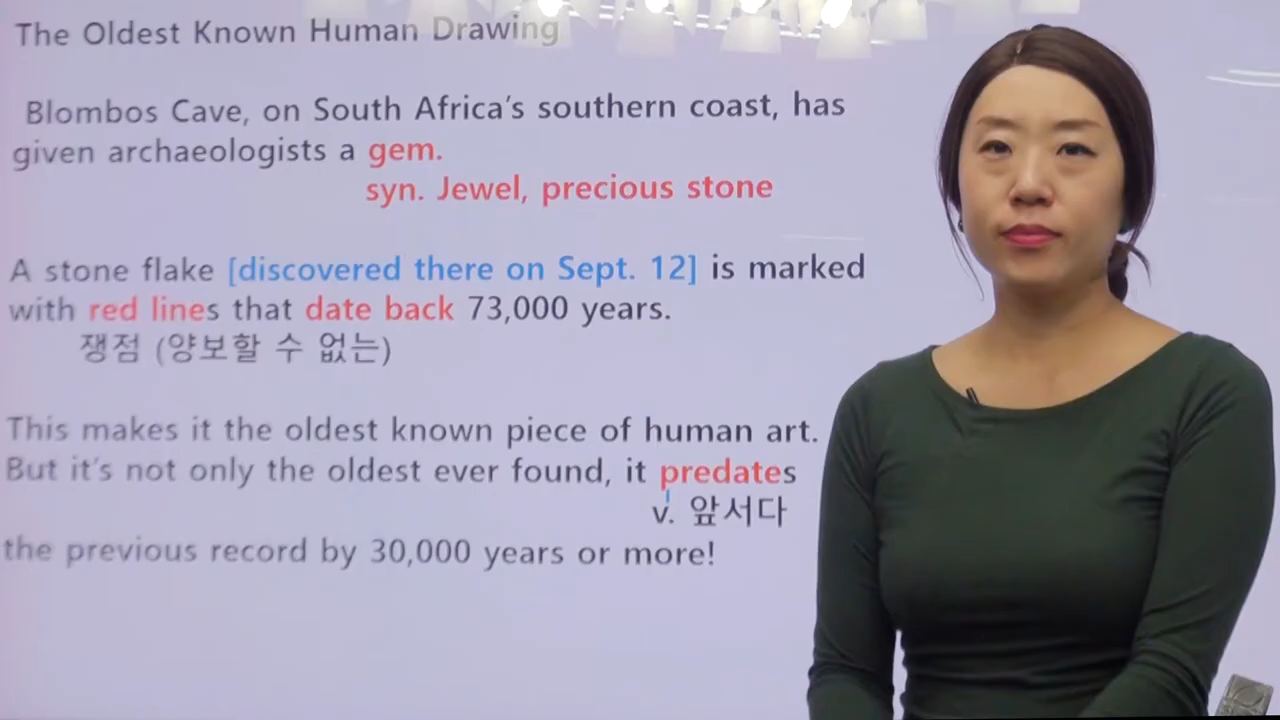 The Oldest Known Human Drawing
Blombos Cave, on South Africa's southern coast, has
given archaeologists a gem.
syn. Jewel, precious stone
A stone flake [discovered there on Sept. 12] is marked
with red lines that date back 73,000 years.
쟁점 (양보할 수 없는)
This makes it the oldest known piece of human art.
But it's not only the oldest ever found, it predates
v. 앞서다
the previous record by 30,000 years or more!